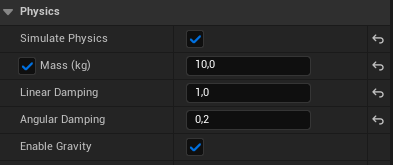 Physics
Simulate Physics
Mass (kg) 10,0
Linear Damping 1,0
Angular Damping 0,2
Enable Gravity